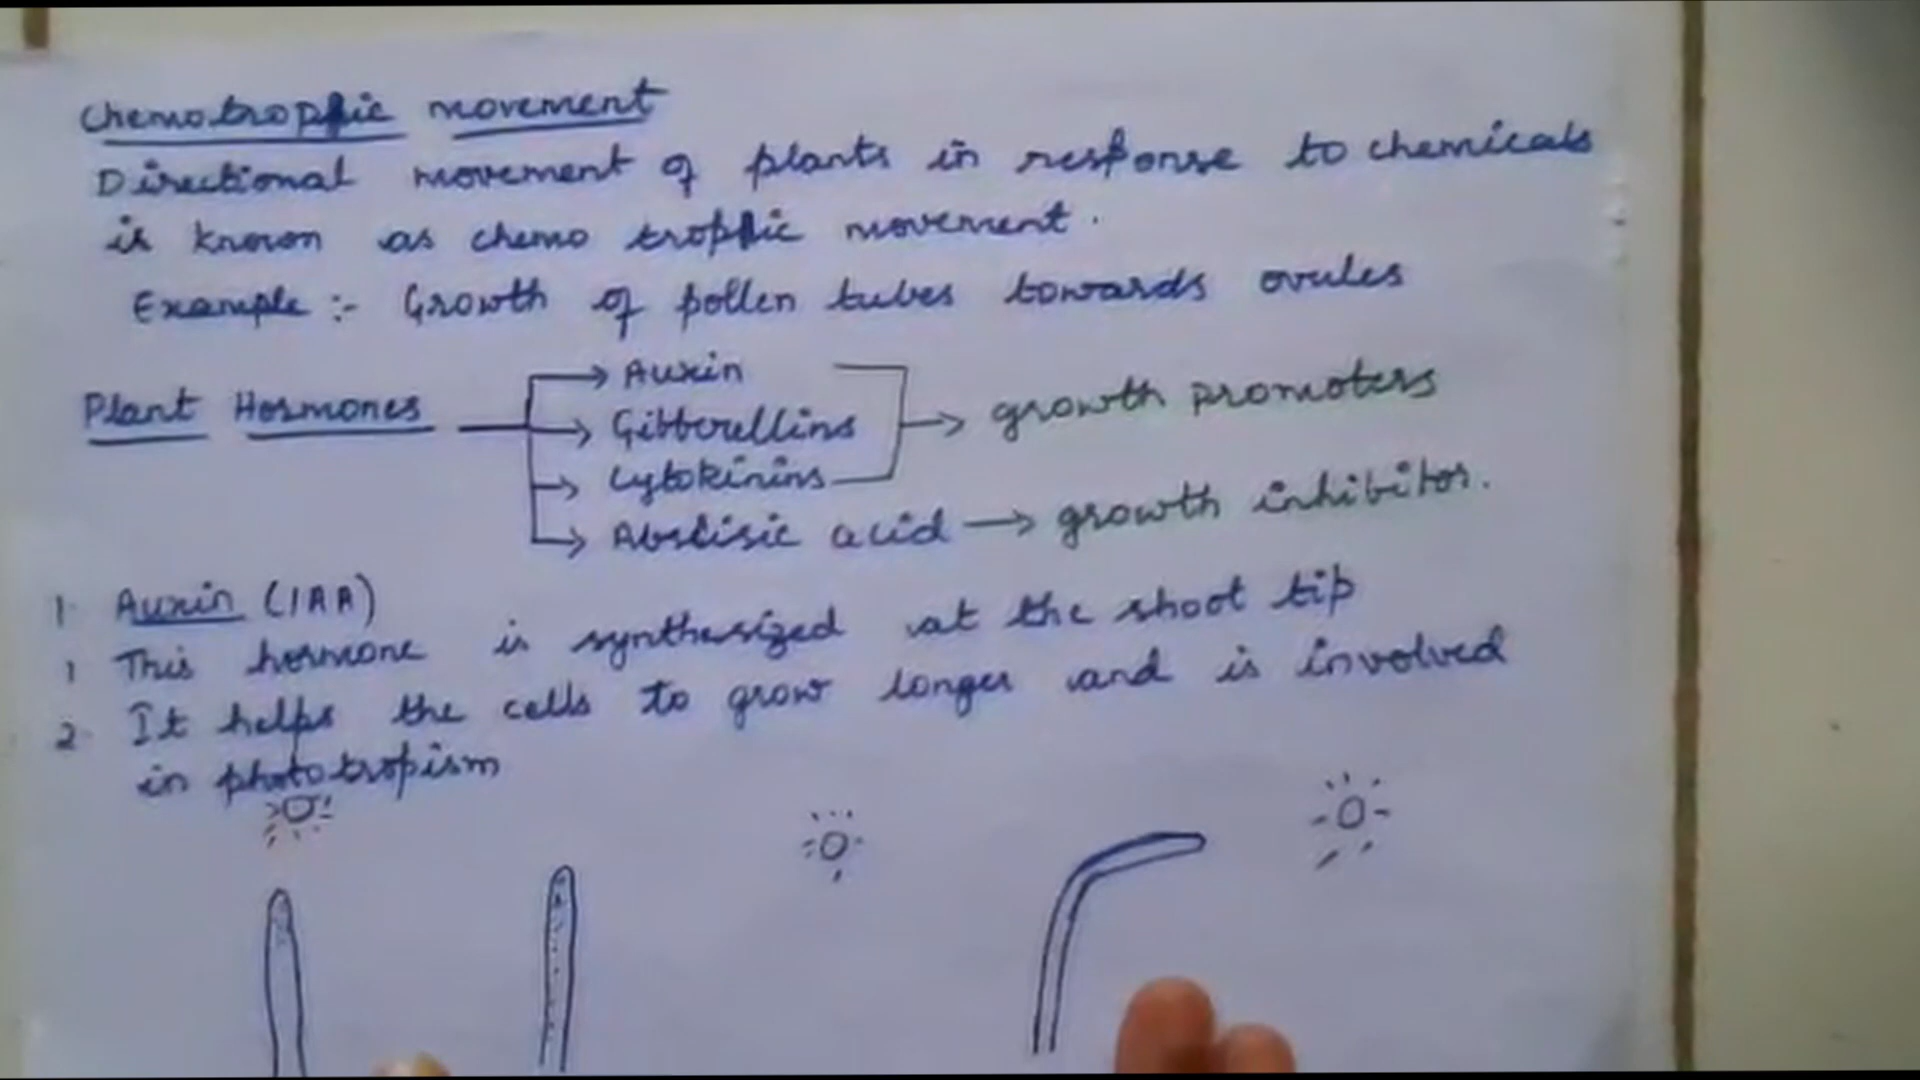 Chemotropic movement
Directional movement of plants in response to chemicals
is known as chemo tropic movement.
Example :- Growth of pollen tubes towards ovules
Plant Hormones
Auxin
Gibberellins
Cytokinins
growth promoters
Abscisic acid → growth inhibitor.
1 Auxin (IAA)
1 This hormone is synthesized at the shoot tip
2. It helps the cells to grow longer and is involved
in phototropism